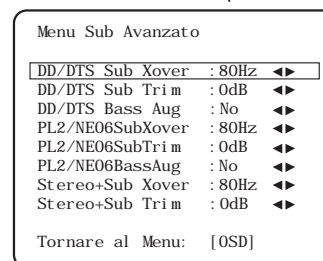 Menu Sub Avanzato
DD/DTS Sub Xover :80Hz ◄►
DD/DTS Sub Trim :0dB ◄►
DD/DTS Bass Aug :No ◄►
PL2/NEO6SubXover :80Hz ◄►
PL2/NEO6SubTrim :0dB ◄►
PL2/NEO6BassAug :No ◄►
Stereo+Sub Xover :80Hz ◄►
Stereo+Sub Trim :0dB ◄►
Tornare al Menu: [OSD]